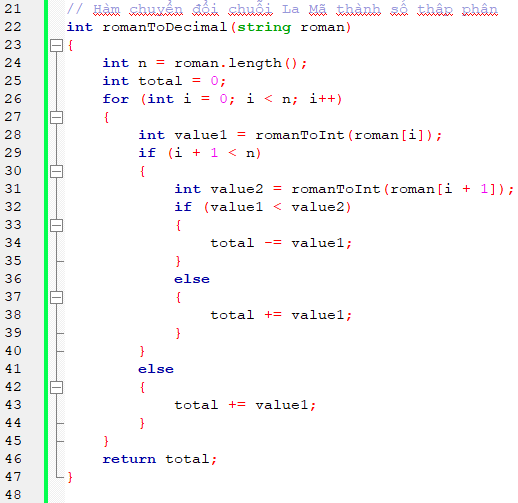 21 // Hàm chuyển đổi chuỗi La Mã thành số thập phân
22 int romanToDecimal(string roman)
23 {
24     int n = roman.length();
25     int total = 0;
26     for (int i = 0; i < n; i++)
27     {
28         int value1 = romanToInt(roman[i]);
29         if (i + 1 < n)
30         {
31             int value2 = romanToInt(roman[i + 1]);
32             if (value1 < value2)
33             {
34                 total -= value1;
35             }
36             else
37             {
38                 total += value1;
39             }
40         }
41         else
42         {
43             total += value1;
44         }
45     }
46     return total;
47 }
48